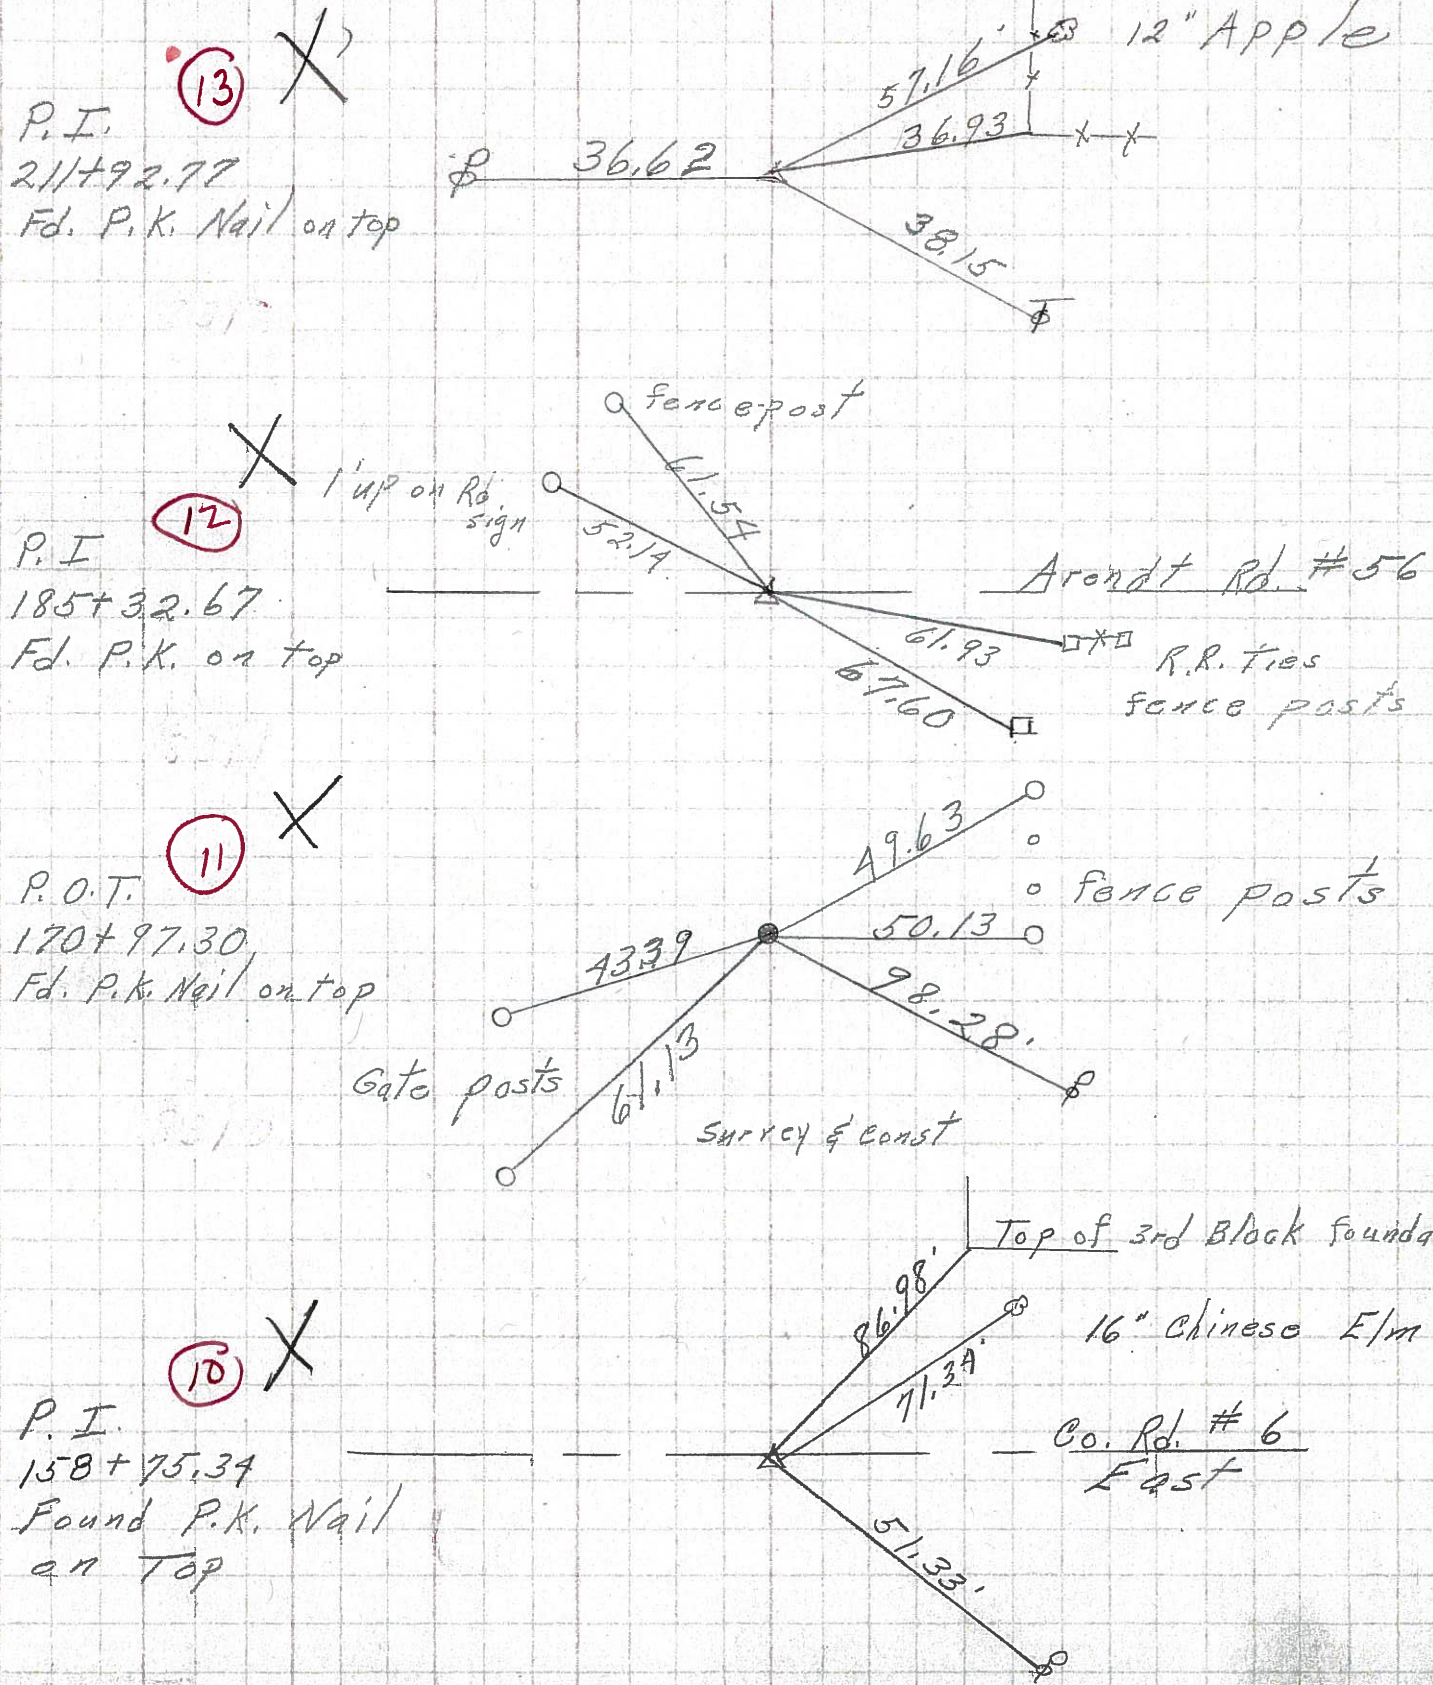 13
P.I.
211+92.77
Fd. P.K. Nail on top
57.16'
12" Apple
36.93
36.62
38.15
12
P.I
185+32.67
Fd. P.K. on top
fence post
1' up on Rd.
sign
61.54
52.14
Arondt Rd. #56
61.93
67.60
R.R. Ties
fence posts
11
P.O.T.
170+97.30
Fd. P.K. Nail on top
49.63
50.13
fence posts
43.39
98.28'
61.13
Gate posts
Survey & Const
10
P.I.
158+75.34
Found P.K. Nail
on Top
Top of 3rd Block founda
86.98'
71.34'
16" Chinese Elm
Co. Rd. #6
East
51.33'